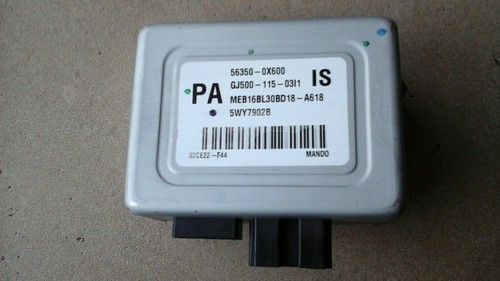 56350-0X600
PA GJ500-115-03I1 IS
MEB16BL30BD18-A618
5WY7902B
02CE22-F44
MANDO